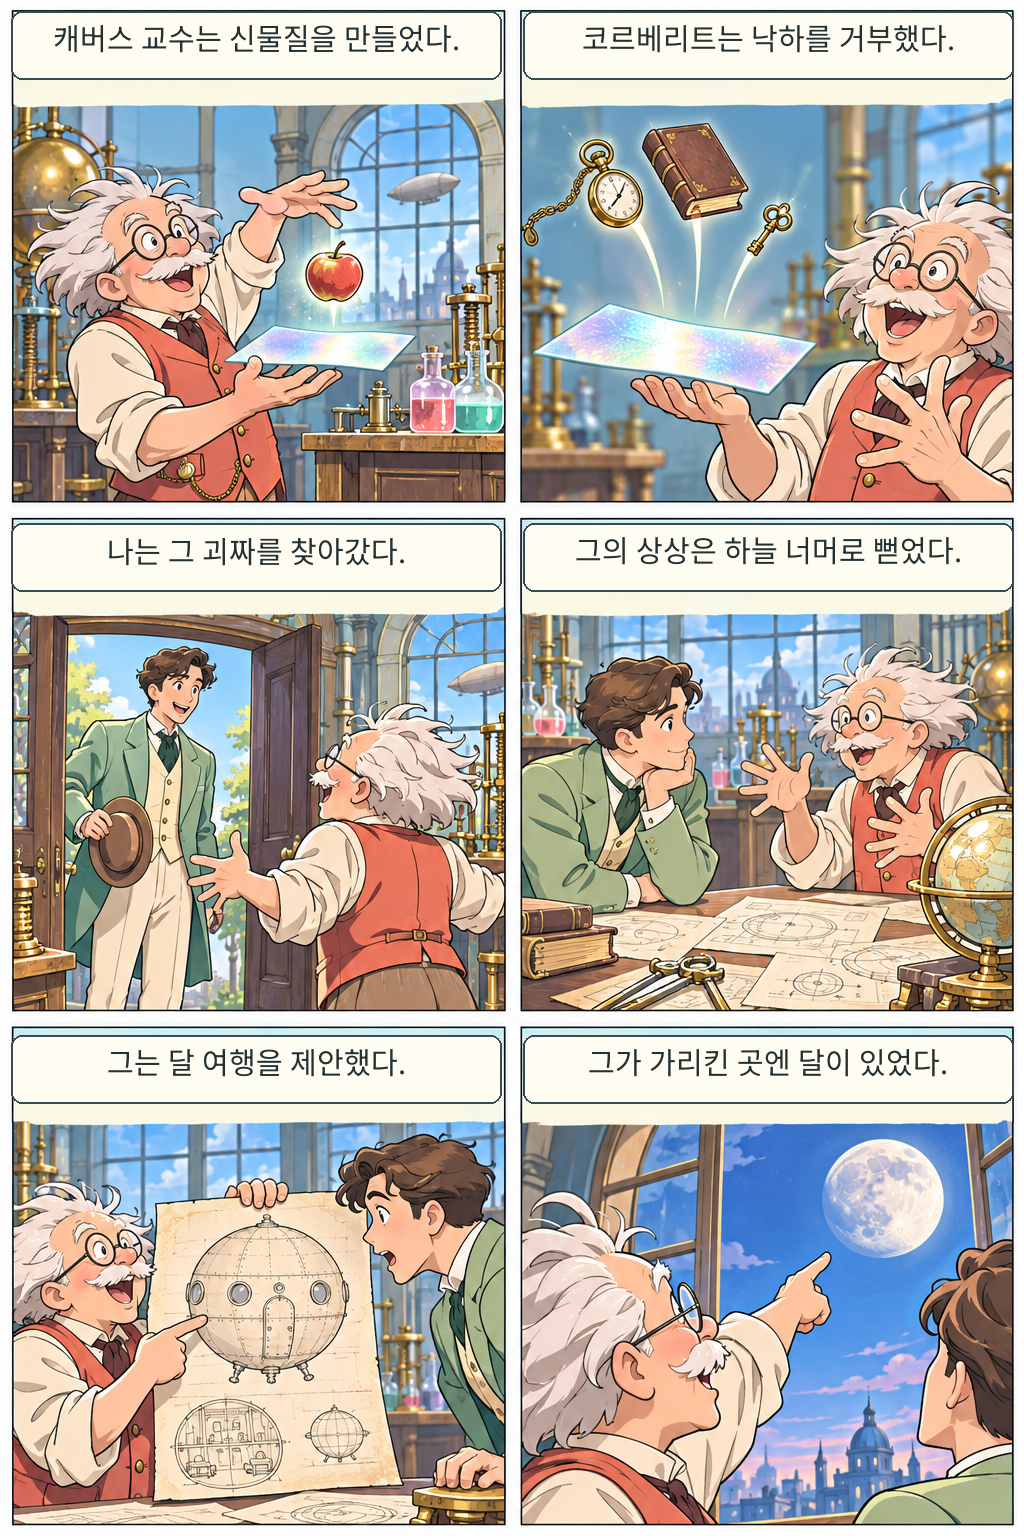 캐버스 교수는 신물질을 만들었다.
코르베리트는 낙하를 거부했다.
나는 그 괴짜를 찾아갔다.
그의 상상은 하늘 너머로 뻗었다.
그는 달 여행을 제안했다.
그가 가리킨 곳엔 달이 있었다.